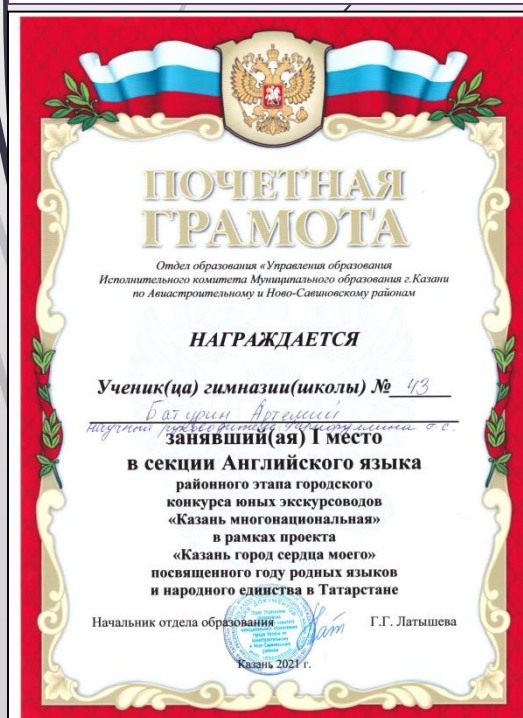 ПОЧЕТНАЯ
ГРАМОТА
Отдел образования «Управления образования
Исполнительного комитета Муниципального образования г.Казани
по Авиастроительному и Ново-Савиновскому районам
НАГРАЖДАЕТСЯ
Ученик(ца) гимназии(школы) № 43
Батурин Артемий
научный руководитель
занявший(ая) I место
в секции Английского языка
районного этапа городского
конкурса юных экскурсоводов
«Казань многонациональная»
в рамках проекта
«Казань город сердца моего»
посвященного году родных языков
и народного единства в Татарстане
Начальник отдела образования Г.Г. Латышева
Казань 2021 г.